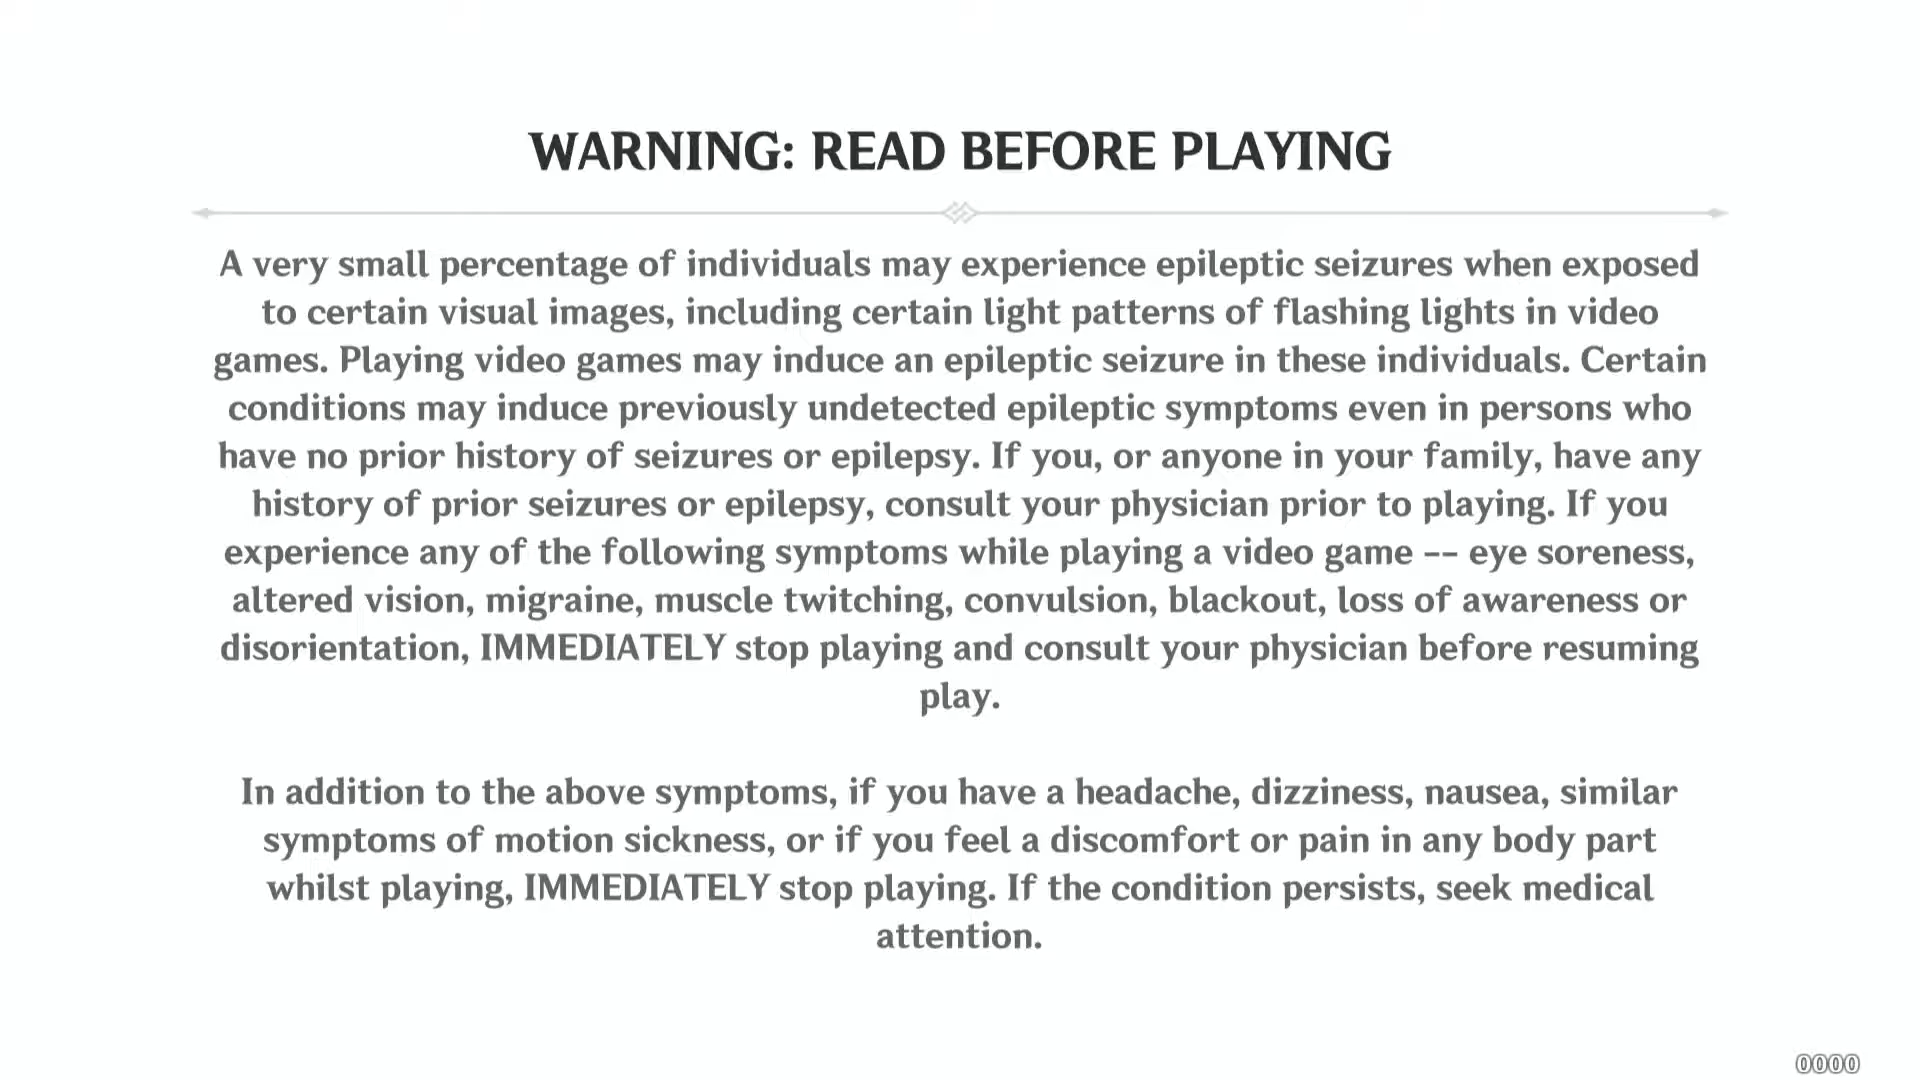 WARNING: READ BEFORE PLAYING
A very small percentage of individuals may experience epileptic seizures when exposed
to certain visual images, including certain light patterns of flashing lights in video
games. Playing video games may induce an epileptic seizure in these individuals. Certain
conditions may induce previously undetected epileptic symptoms even in persons who
have no prior history of seizures or epilepsy. If you, or anyone in your family, have any
history of prior seizures or epilepsy, consult your physician prior to playing. If you
experience any of the following symptoms while playing a video game -- eye soreness,
altered vision, migraine, muscle twitching, convulsion, blackout, loss of awareness or
disorientation, IMMEDIATELY stop playing and consult your physician before resuming
play.
In addition to the above symptoms, if you have a headache, dizziness, nausea, similar
symptoms of motion sickness, or if you feel a discomfort or pain in any body part
whilst playing, IMMEDIATELY stop playing. If the condition persists, seek medical
attention.
0000